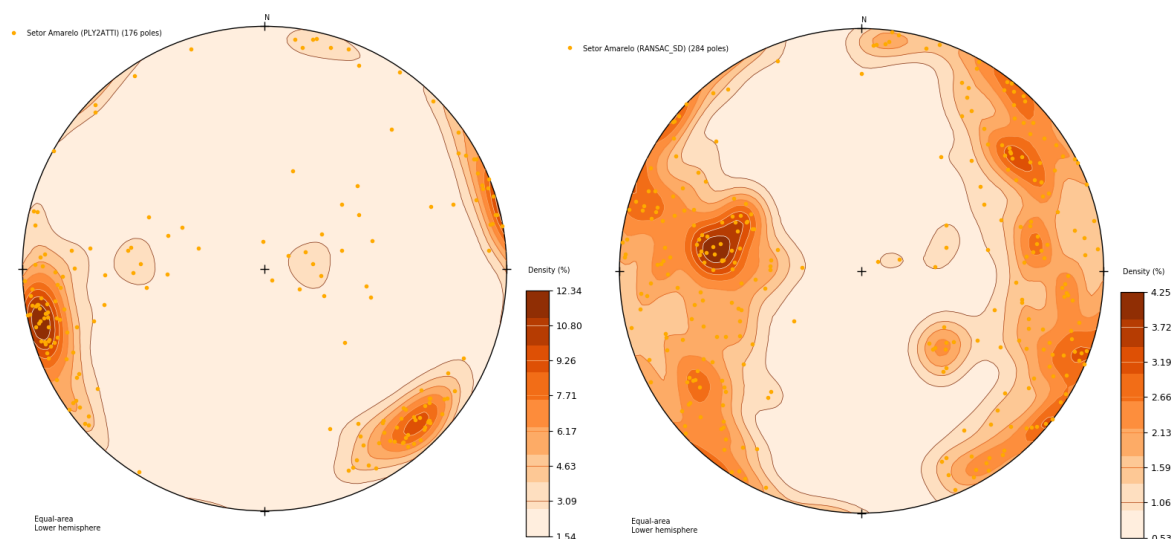 N
Setor Amarelo (PLY2ATTI) (176 poles)
Density (%)
12.34
10.80
9.26
7.71
6.17
4.63
3.09
1.54
Equal-area
Lower hemisphere
N
Setor Amarelo (RANSAC_SD) (284 poles)
Density (%)
4.25
3.72
3.19
2.66
2.13
1.59
1.06
0.53
Equal-area
Lower hemisphere